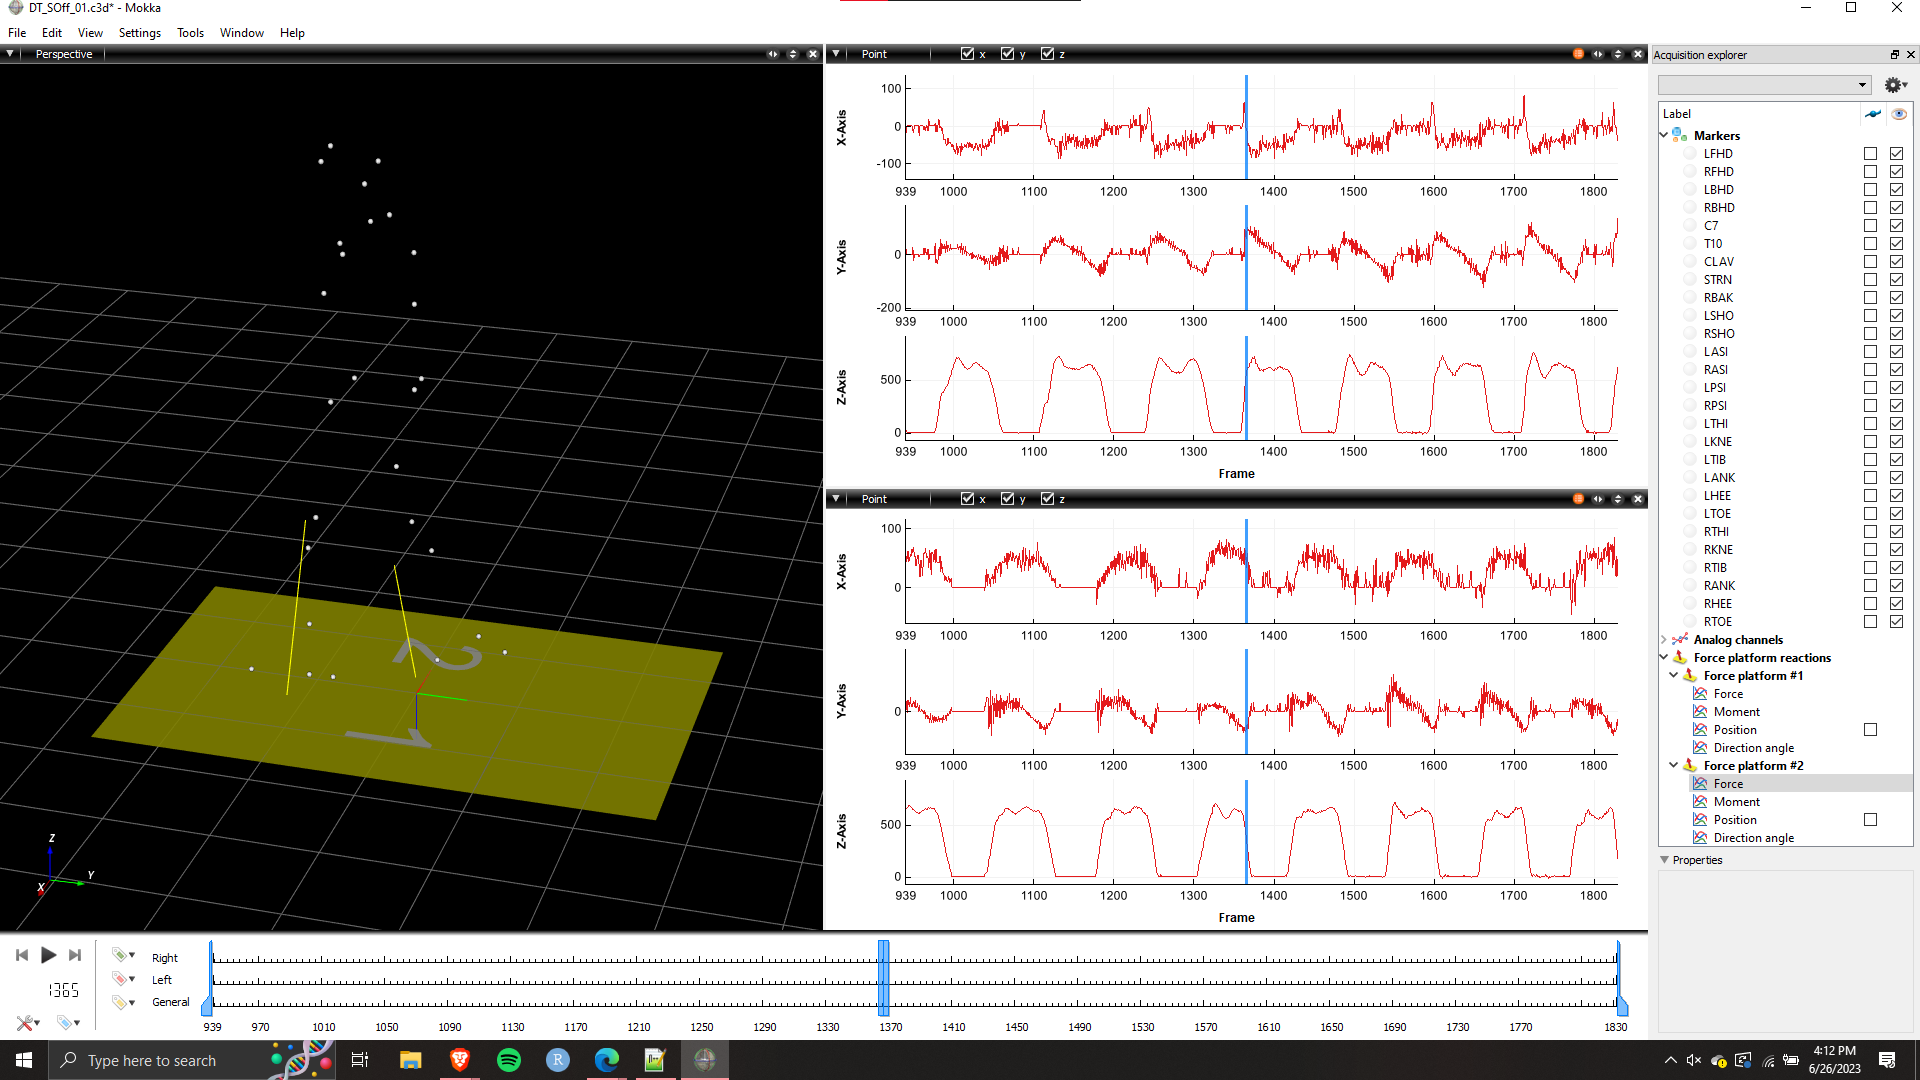 DT_SOff_01.c3d* - Mokka
File Edit View Settings Tools Window Help
Perspective
Point x y z
X-Axis
100
0
-100
939 1000 1100 1200 1300 1400 1500 1600 1700 1800
Y-Axis
0
-200
939 1000 1100 1200 1300 1400 1500 1600 1700 1800
Z-Axis
500
0
939 1000 1100 1200 1300 1400 1500 1600 1700 1800
Frame
Point x y z
X-Axis
100
0
939 1000 1100 1200 1300 1400 1500 1600 1700 1800
Y-Axis
0
939 1000 1100 1200 1300 1400 1500 1600 1700 1800
Z-Axis
500
0
939 1000 1100 1200 1300 1400 1500 1600 1700 1800
Frame
2
1
Z
Y
X
Acquisition explorer
Label
Markers
LFHD
RFHD
LBHD
RBHD
C7
T10
CLAV
STRN
RBAK
LSHO
RSHO
LASI
RASI
LPSI
RPSI
LTHI
LKNE
LTIB
LANK
LHEE
LTOE
RTHI
RKNE
RTIB
RANK
RHEE
RTOE
Analog channels
Force platform reactions
Force platform #1
Force
Moment
Position
Direction angle
Force platform #2
Force
Moment
Position
Direction angle
Properties
1365
Right
Left
General
939 970 1010 1050 1090 1130 1170 1210 1250 1290 1330 1370 1410 1450 1490 1530 1570 1610 1650 1690 1730 1770 1830
Type here to search
R
4:12 PM
6/26/2023